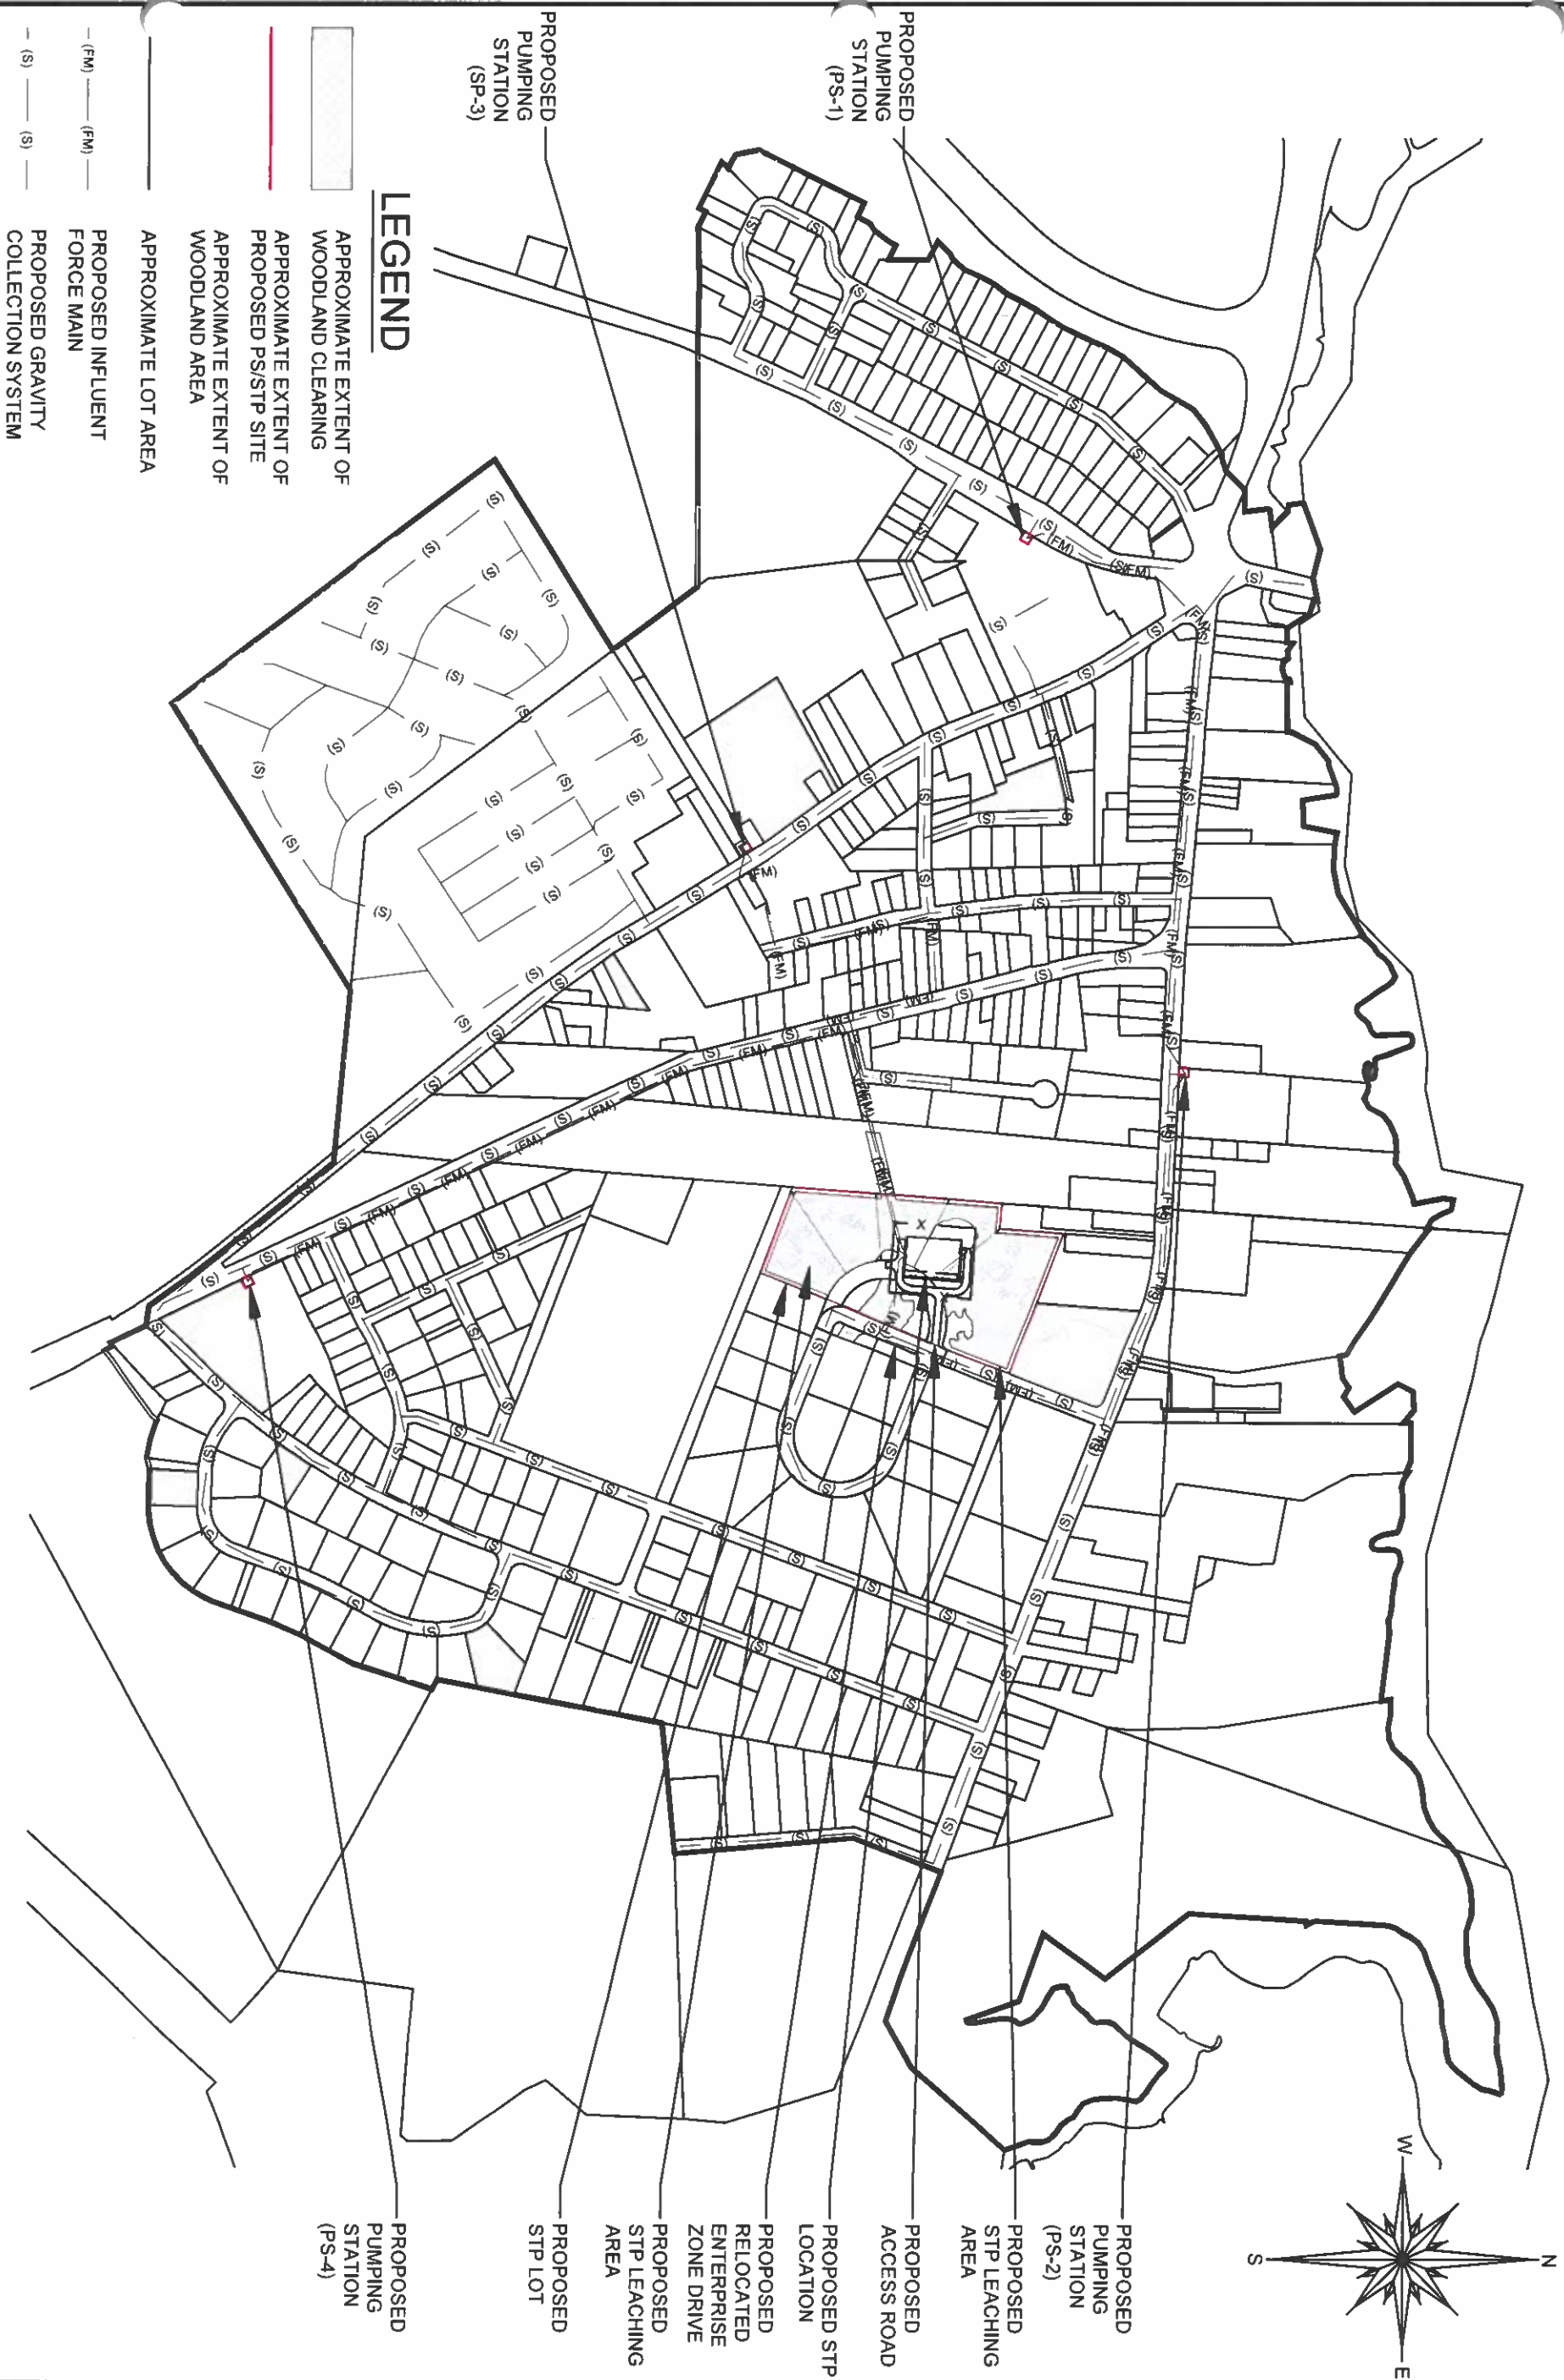 PROPOSED
PUMPING
STATION
(PS-1)
PROPOSED
PUMPING
STATION
(SP-3)
LEGEND
APPROXIMATE EXTENT OF
WOODLAND CLEARING
APPROXIMATE EXTENT OF
PROPOSED PS/STP SITE
APPROXIMATE EXTENT OF
WOODLAND AREA
APPROXIMATE LOT AREA
(FM) (FM)
PROPOSED INFLUENT
FORCE MAIN
(S) (S)
PROPOSED GRAVITY
COLLECTION SYSTEM
N
W
E
S
PROPOSED
PUMPING
STATION
(PS-2)
PROPOSED
STP LEACHING
AREA
PROPOSED
ACCESS ROAD
PROPOSED STP
LOCATION
PROPOSED
RELOCATED
ENTERPRISE
ZONE DRIVE
PROPOSED
STP LEACHING
AREA
PROPOSED
STP LOT
PROPOSED
PUMPING
STATION
(PS-4)